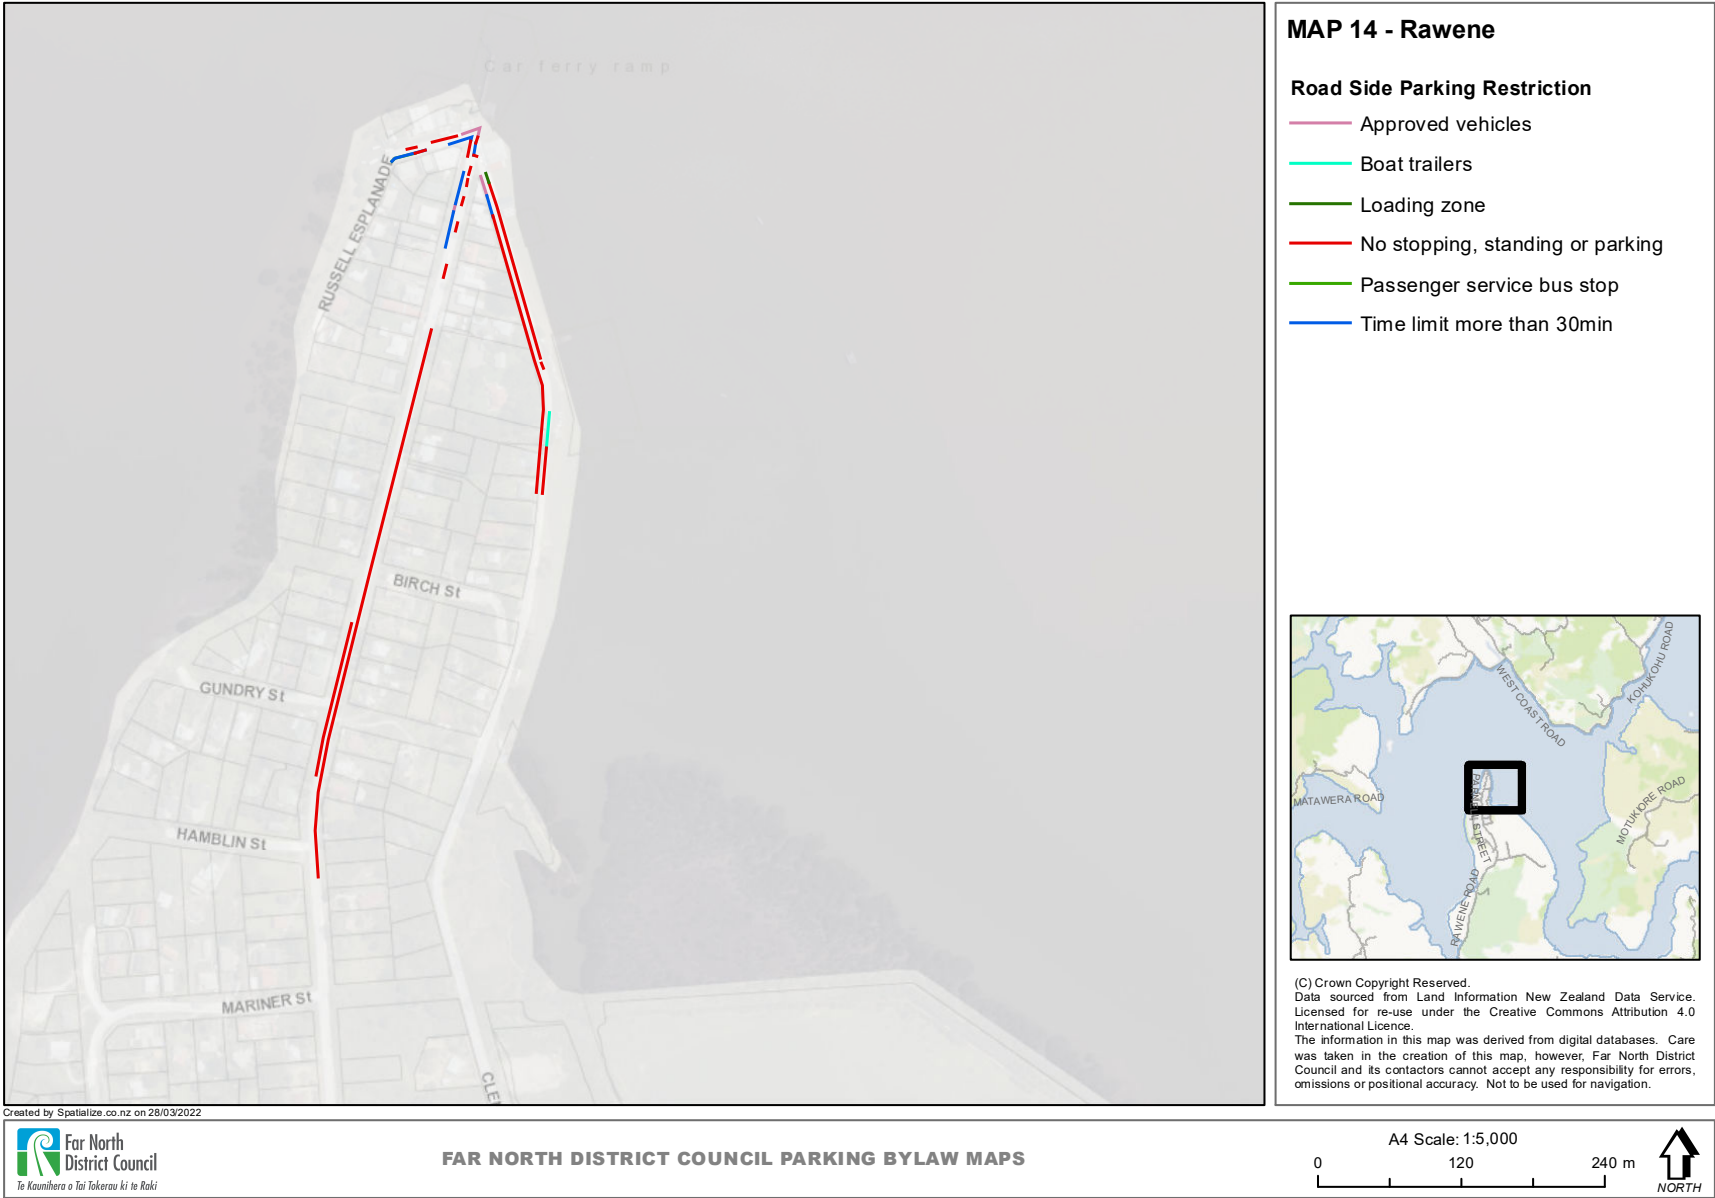 Car ferry ramp
RUSSELL ESPLANADE
BIRCH St
GUNDRY St
HAMBLIN St
MARINER St
MAP 14 - Rawene
Road Side Parking Restriction
Approved vehicles
Boat trailers
Loading zone
No stopping, standing or parking
Passenger service bus stop
Time limit more than 30min
WEST COAST ROAD
KOHUKOHU ROAD
MATAWERA ROAD
MOTUKIORE ROAD
STREET
RAWENE ROAD
(C) Crown Copyright Reserved.
Data sourced from Land Information New Zealand Data Service.
Licensed for re-use under the Creative Commons Attribution 4.0
International Licence.
The information in this map was derived from digital databases. Care
was taken in the creation of this map, however, Far North District
Council and its contactors cannot accept any responsibility for errors,
omissions or positional accuracy. Not to be used for navigation.
Created by Spatialize.co.nz on 28/03/2022
Far North
District Council
Te Kaunihera o Tai Tokerau ki te Raki
FAR NORTH DISTRICT COUNCIL PARKING BYLAW MAPS
A4 Scale: 1:5,000
0 120 240 m
NORTH